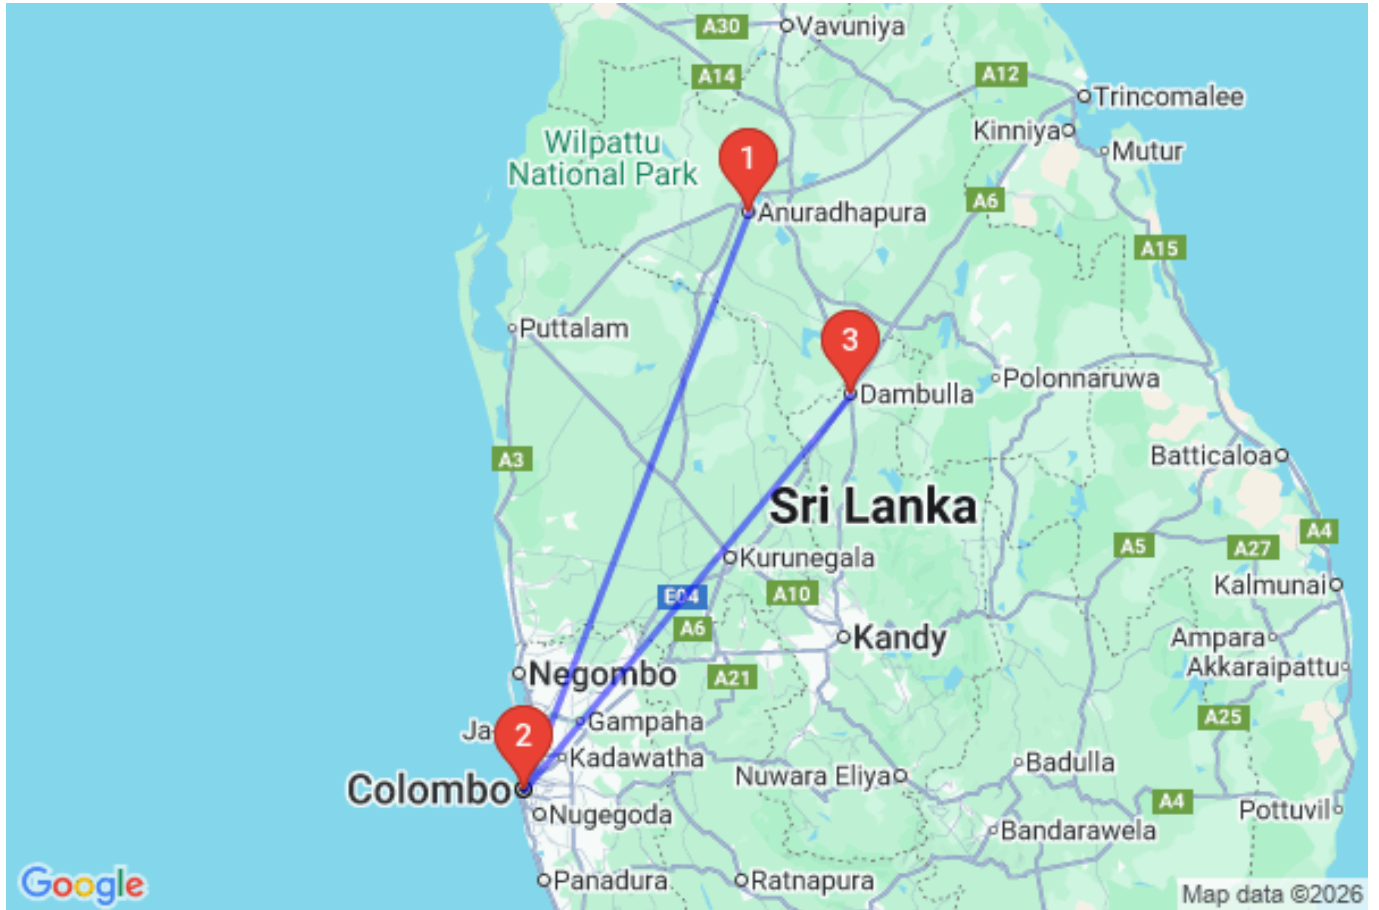 A30
Vavuniya
A14
A12
Trincomalee
Kinniya
Mutur
Wilpattu
National Park
1
A6
Anuradhapura
A15
Puttalam
3
Polonnaruwa
Dambulla
A3
Batticaloa
Sri Lanka
A4
A5
A27
Kurunegala
Kalmunai
E04
A10
A6
Kandy
Ampara
Akkaraipattu
Negombo
A21
A25
Gampaha
Ja-
2
Kadawatha
Badulla
Nuwara Eliya
Colombo
A4
Pottuvil
Nugegoda
Bandarawela
Panadura
Ratnapura
Google
Map data ©2026